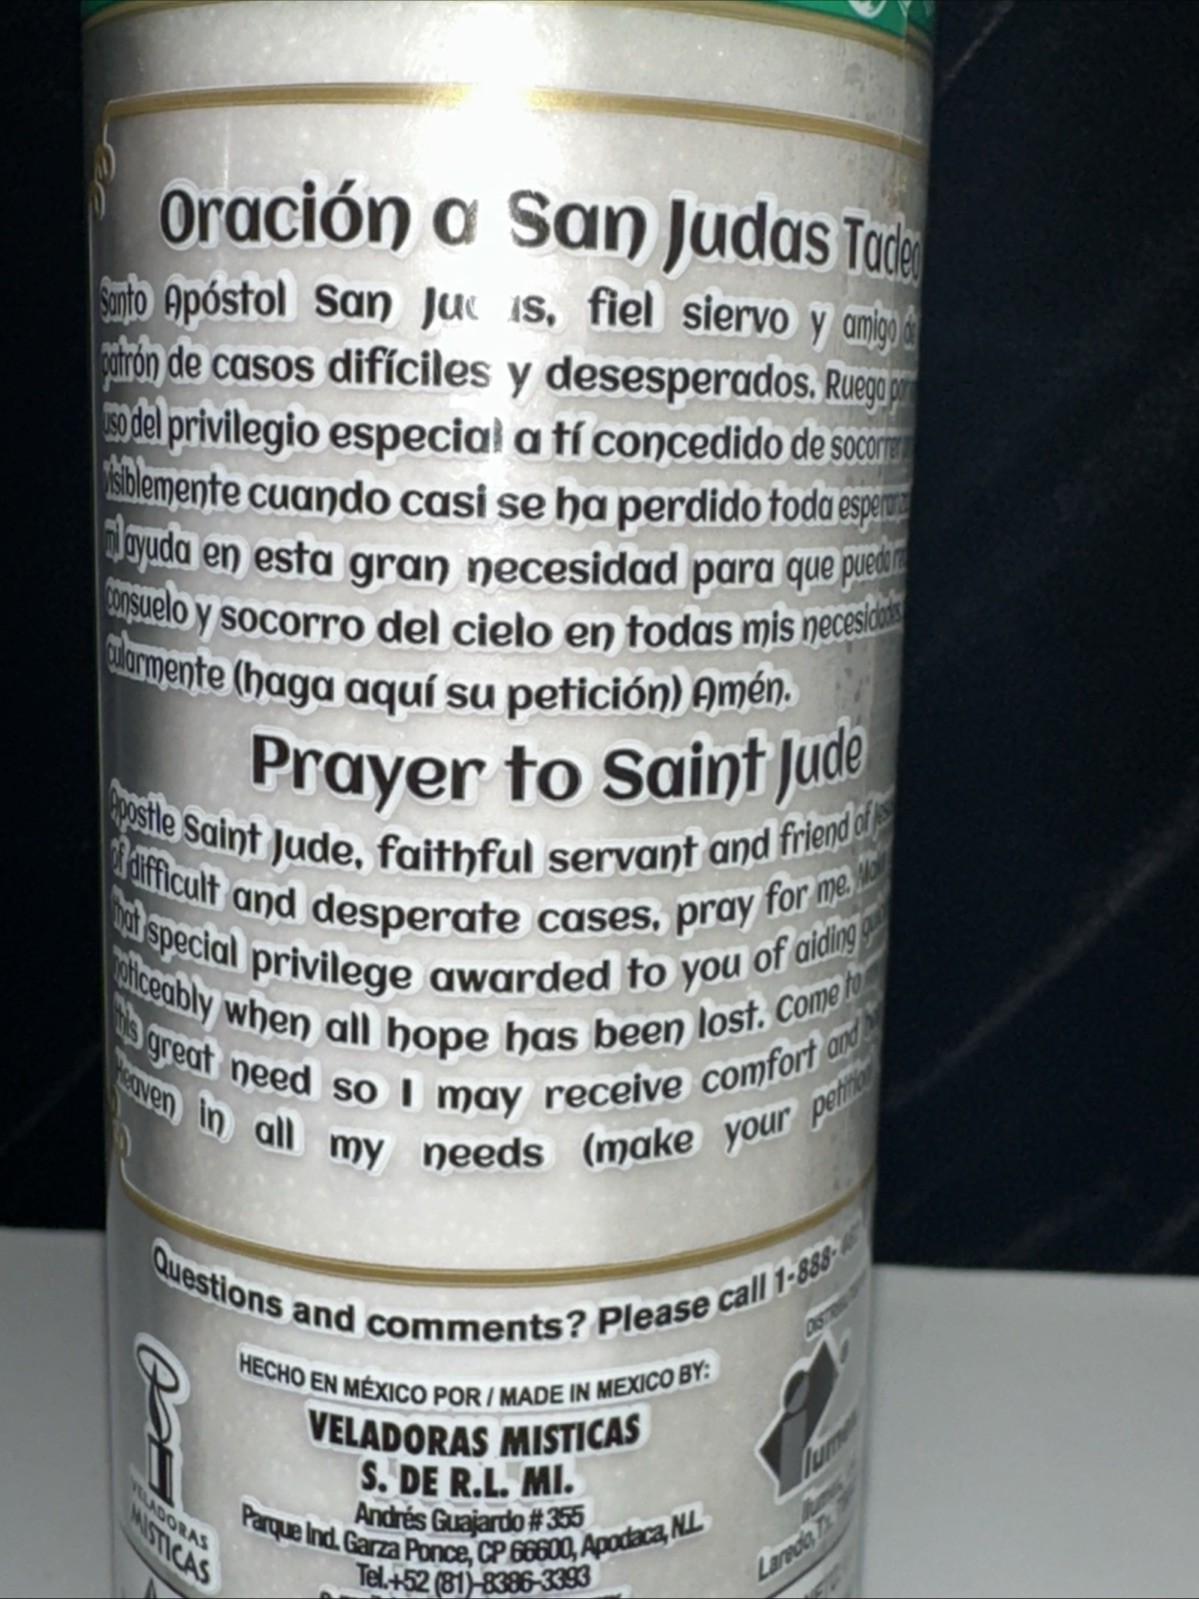 Oración a San Judas Tadeo
Santo Apóstol San fiel siervo y amigo
patrón de casos difíciles y desesperados. Ruega por
uso del privilegio especial a tí concedido de socorrer
visiblemente cuando casi se ha perdido toda
mi ayuda en esta gran necesidad para que pueda
consuelo y socorro del cielo en todas mis necesidades,
cularmente (haga aquí su petición) Amén.
Prayer to Saint Jude
Apostle Saint Jude, faithful servant and friend of
of difficult and desperate cases, pray for me.
that special privilege awarded to you of aiding
noticeably when all hope has been lost. Come to
this great need so I may receive comfort and
Heaven in all my needs (make your petition)
Questions and comments? Please call 1-888-
HECHO EN MÉXICO POR / MADE IN MEXICO BY:
VELADORAS MISTICAS
S. DE R.L. MI.
Andrés Guajardo # 355
Parque Ind. Garza Ponce, CP 66600, Apodaca, N.L.
Tel.+52 (81)-8386-3393
VELADORAS
MISTICAS
Laredo, Tx.